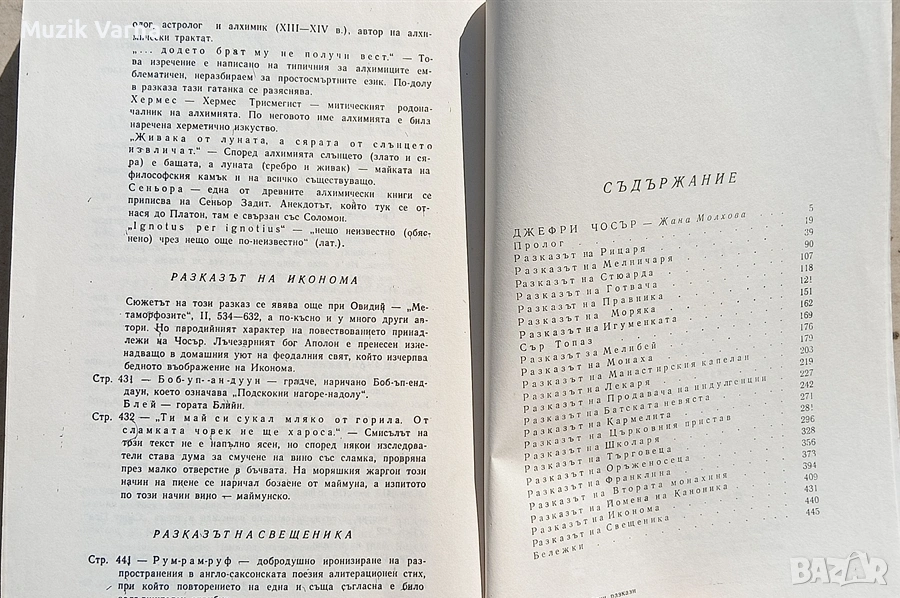 Muzik Varna
олог, астролог и алхимик (XIII—XIV в.), автор на алхи-
мически трактат.
„... додето брат му не получи вест.“ — То-
ва изречение е написано на типичния за алхимиците ем-
блематичен, неразбираем за простосмъртните език. По-долу
в разказа тази гатанка се разяснява.
Хермес — Хермес Трисмегист — митическият родона-
чалник на алхимията. По неговото име алхимията е била
наречена херметично изкуство.
„Живака от луната, а сярата от слънцето
извличат.“ — Според алхимията слънцето (злато и ся-
ра) е бащата, а луната (сребро и живак) — майката на
философския камък и на всичко съществуващо.
Сеньора — една от древните алхимически книги се
приписва на Сеньор Задит. Анекдотът, който тук се от-
нася до Платон, там е свързан със Соломон.
„Ignotus per ignotius“ — „нещо неизвестно (обяс-
нено) чрез нещо още по-неизвестно“ (лат.).
РАЗКАЗЪТ НА ИКОНОМА
Сюжетът на този разказ се явява още при Овидий — „Ме-
таморфозите“, II, 534—632, а по-късно и у много други ав-
тори. Но пародийният характер на повествованието принад-
лежи на Чосър. Лъчезарният бог Аполон е пренесен изне-
надващо в домашния уют на феодалния свят, който изчерпва
бедното въображение на Иконома.
Стр. 431 — Боб-уп-андуун — градче, наричано Боб-ъп-енд-
даун, което означава „Подскокни нагоре-надолу“.
Блей — гората Блийн.
Стр. 432 — „Ти май си сукал мляко от горила. От
сламката човек не ще хароса.“ — Смисълът на
този текст не е напълно ясен, но според някои изследова-
тели става дума за смучене на вино със сламка, провряна
през малко отверстие в бъчвата. На моряшки жаргон този
начин на пиене се наричал бозаене от маймуна, а изпитото
по този начин вино — маймунско.
РАЗКАЗЪТ НА СВЕЩЕНИКА
Стр. 441 — Рум-рам-руф — добродушно иронизиране на раз-
пространения в англо-саксонската поезия алитерационен стих,
при който повторението на една и съща съгласна е било
СЪДЪРЖАНИЕ
ДЖЕФРИ ЧОСЪР — Жана Молхова 5
Пролог 19
Разказът на Рицаря 39
Разказът на Мелничаря 90
Разказът на Стюарда 107
Разказът на Готвача 118
Разказът на Правника 121
Разказът на Моряка 151
Разказът на Игуменката 162
Сър Топаз 169
Разказът за Мелибей 176
Разказът на Монаха 179
Разказът на Манастирския капелан 203
Разказът на Лекаря 219
Разказът на Продавача на индулгенции 227
Разказът на Батската невяста 242
Разказът на Кармелита 271
Разказът на Църковния пристав 281
Разказът на Школаря 296
Разказът на Търговеца 328
Разказът на Оръженосеца 356
Разказът на Франклина 373
Разказът на Втората монахиня 394
Разказът на Йомена на Каноника 409
Разказът на Иконома 431
Разказът на Свещеника 440
Бележки 445
разкази
BAZAR